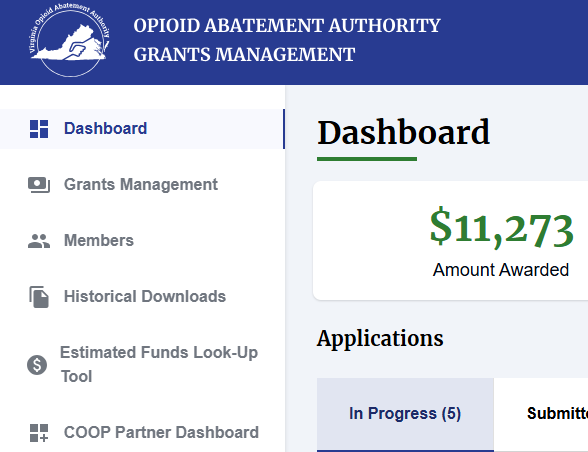 Virginia Opioid Abatement Authority
OPIOID ABATEMENT AUTHORITY
GRANTS MANAGEMENT
Dashboard
Grants Management
Members
Historical Downloads
Estimated Funds Look-Up
Tool
COOP Partner Dashboard
Dashboard
$11,273
Amount Awarded
Applications
In Progress (5)
Submitte